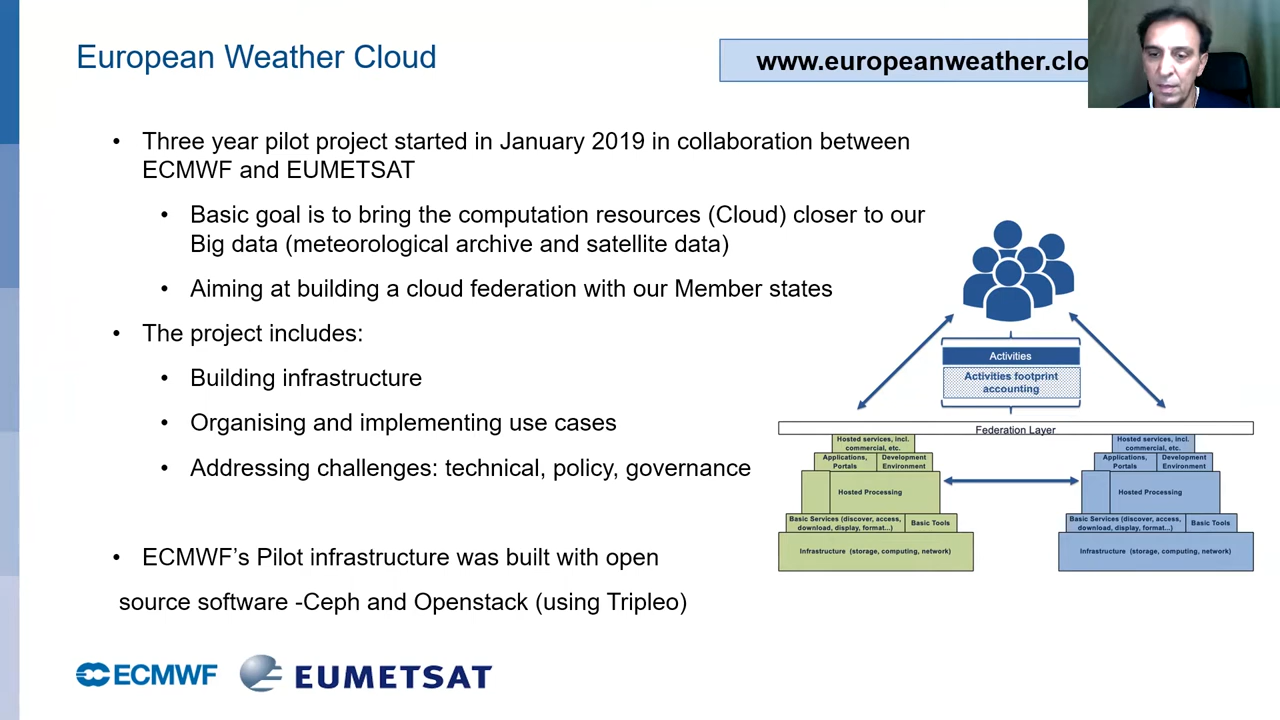 European Weather Cloud
www.europeanweather.clo
• Three year pilot project started in January 2019 in collaboration between
ECMWF and EUMETSAT
• Basic goal is to bring the computation resources (Cloud) closer to our
Big data (meteorological archive and satellite data)
• Aiming at building a cloud federation with our Member states
• The project includes:
• Building infrastructure
• Organising and implementing use cases
• Addressing challenges: technical, policy, governance
• ECMWF’s Pilot infrastructure was built with open
source software -Ceph and Openstack (using Tripleo)
Activities
Activities footprint
accounting
Federation Layer
Hosted services, incl.
commercial, etc.
Applications,
Portals
Development
Environment
Hosted Processing
Basic Services (discover, access,
download, display, format...)
Basic Tools
Infrastructure (storage, computing, network)
Hosted services, incl.
commercial, etc.
Applications,
Portals
Development
Environment
Hosted Processing
Basic Services (discover, access,
download, display, format...)
Basic Tools
Infrastructure (storage, computing, network)
ECMWF
EUMETSAT